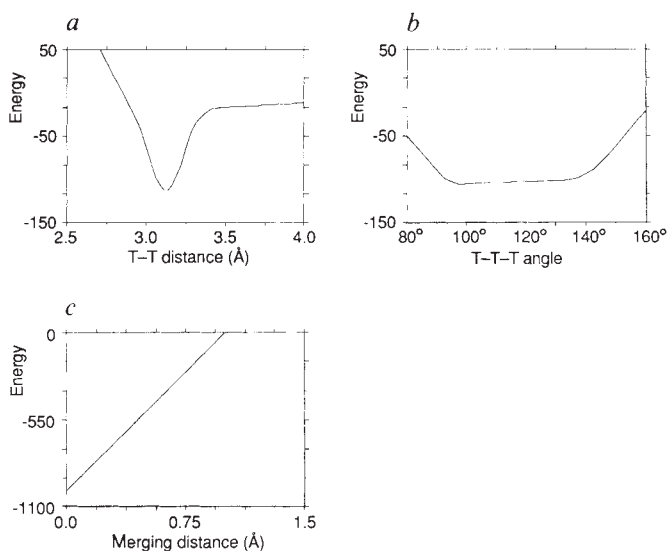 a
50
-50
-150
Energy
2.5 3.0 3.5 4.0
T–T distance (Å)
b
50
-50
-150
Energy
80° 100° 120° 140° 160°
T–T–T angle
c
0
-550
-1100
Energy
0.0 0.75 1.5
Merging distance (Å)